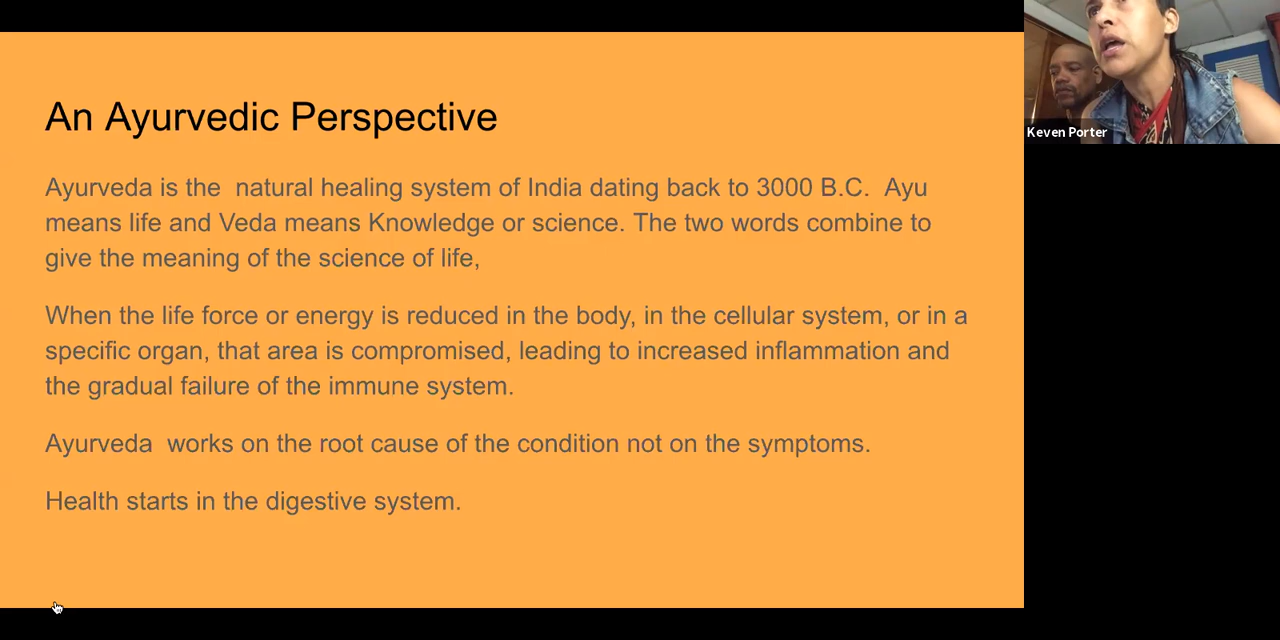 An Ayurvedic Perspective
Ayurveda is the  natural healing system of India dating back to 3000 B.C.  Ayu
means life and Veda means Knowledge or science. The two words combine to
give the meaning of the science of life,
When the life force or energy is reduced in the body, in the cellular system, or in a
specific organ, that area is compromised, leading to increased inflammation and
the gradual failure of the immune system.
Ayurveda  works on the root cause of the condition not on the symptoms.
Health starts in the digestive system.
Keven Porter